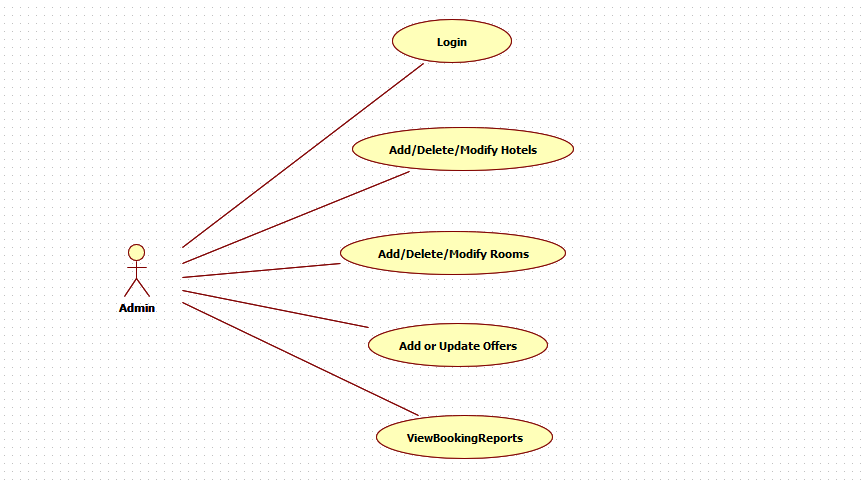 Login
Add/Delete/Modify Hotels
Add/Delete/Modify Rooms
Admin
Add or Update Offers
ViewBookingReports